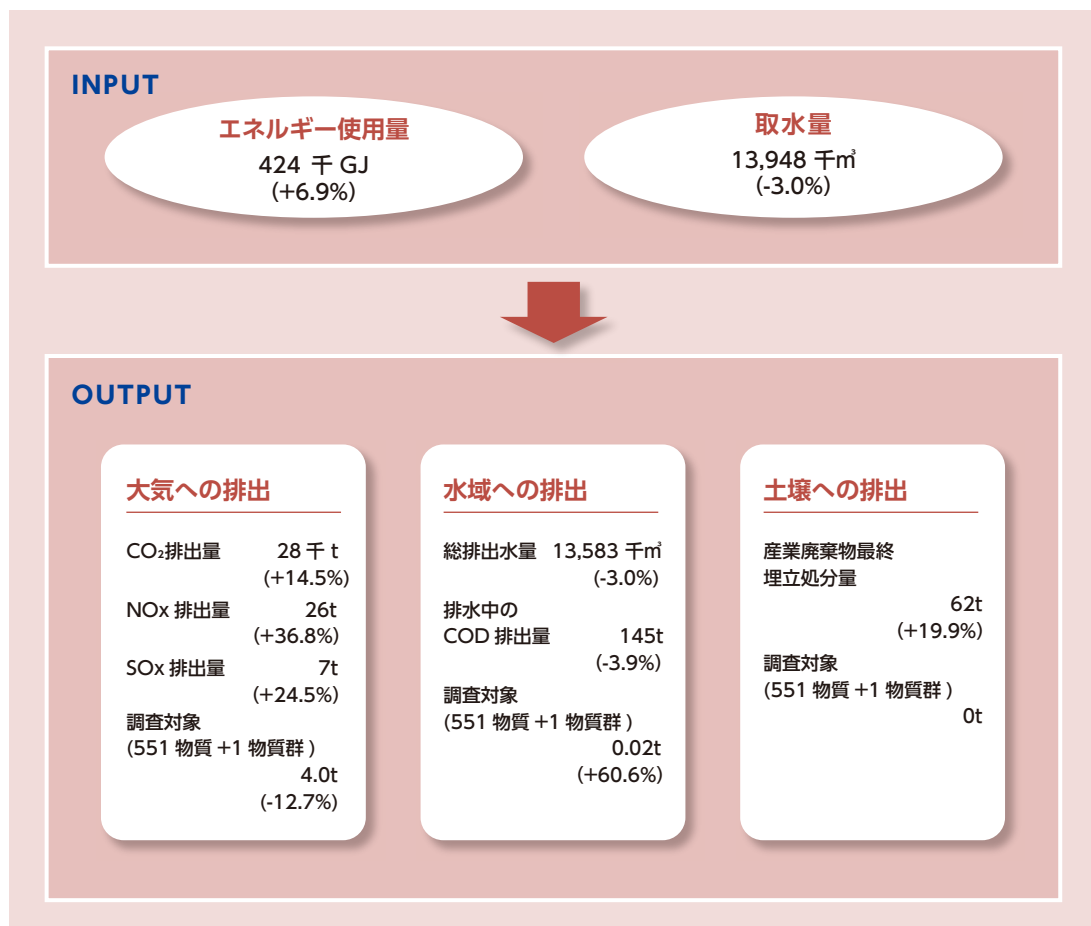 INPUT
エネルギー使用量
424 千 GJ
(+6.9%)
取水量
13,948 千㎥
(-3.0%)
OUTPUT
大気への排出
CO₂排出量 28 千 t
(+14.5%)
NOx 排出量 26t
(+36.8%)
SOx 排出量 7t
(+24.5%)
調査対象
(551 物質 +1 物質群 )
4.0t
(-12.7%)
水域への排出
総排出水量 13,583 千㎥
(-3.0%)
排水中の
COD 排出量 145t
(-3.9%)
調査対象
(551 物質 +1 物質群 )
0.02t
(+60.6%)
土壌への排出
産業廃棄物最終
埋立処分量
62t
(+19.9%)
調査対象
(551 物質 +1 物質群 )
0t